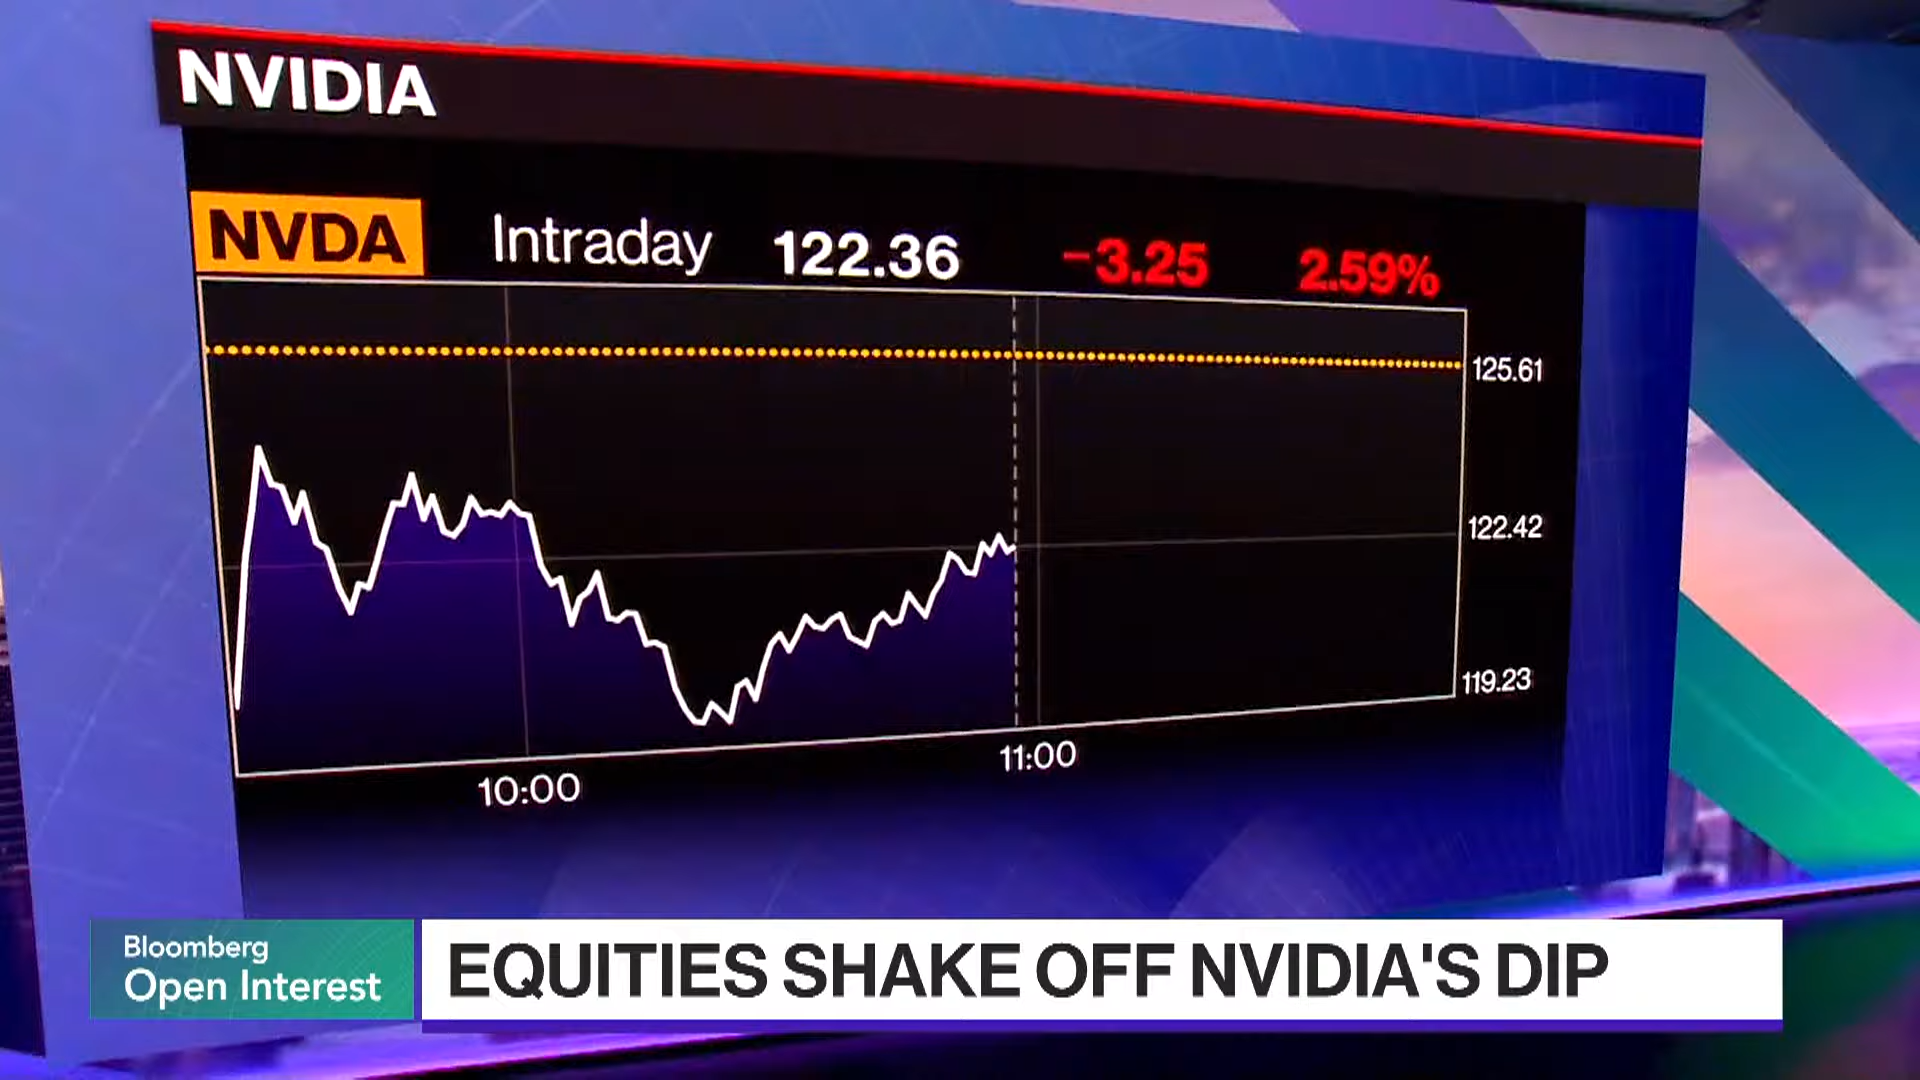 NVIDIA
NVDA Intraday 122.36 -3.25 2.59%
125.61
122.42
119.23
10:00 11:00
Bloomberg
Open Interest
EQUITIES SHAKE OFF NVIDIA'S DIP